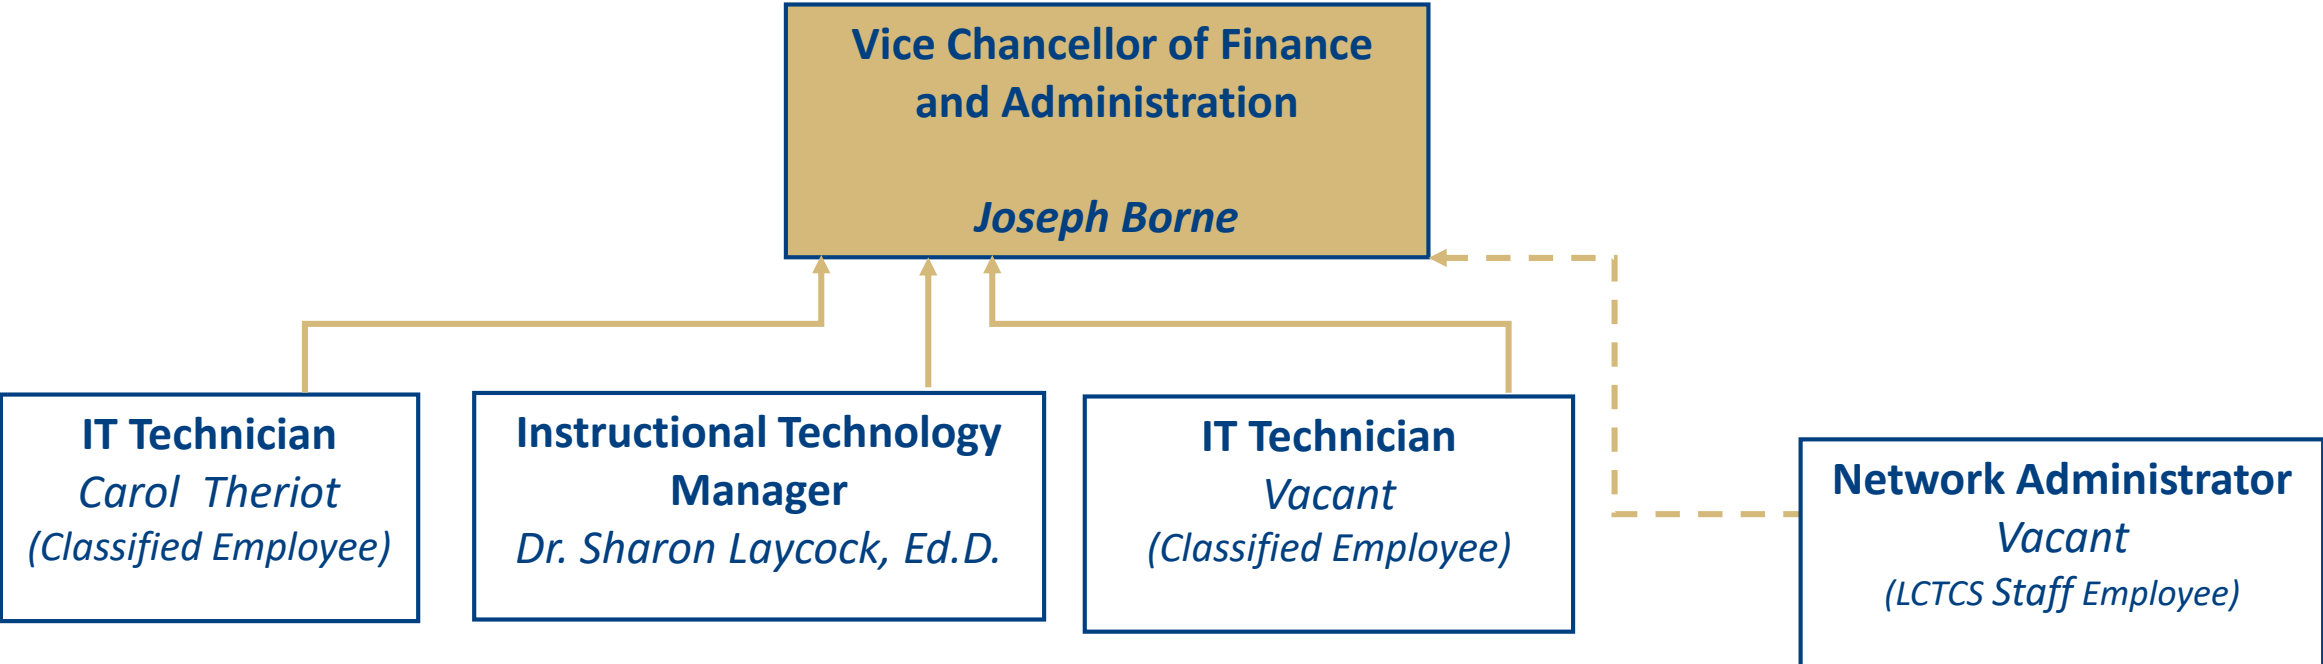 Vice Chancellor of Finance
and Administration
Joseph Borne
IT Technician
Carol Theriot
(Classified Employee)
Instructional Technology
Manager
Dr. Sharon Laycock, Ed.D.
IT Technician
Vacant
(Classified Employee)
Network Administrator
Vacant
(LCTCS Staff Employee)